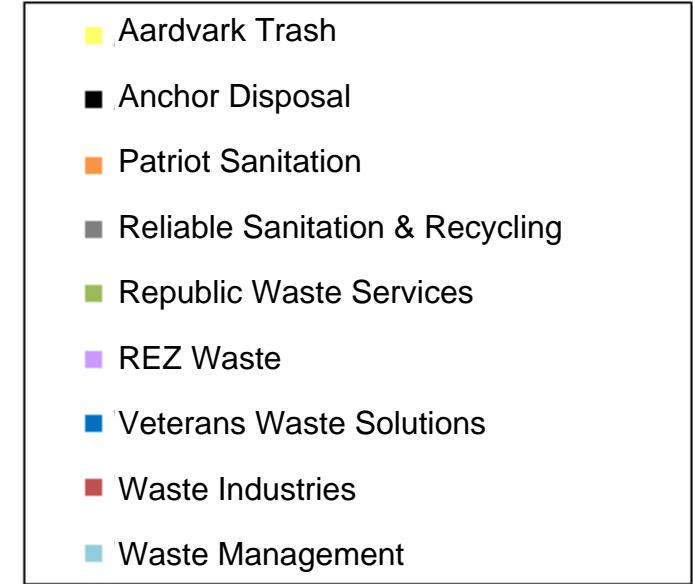 Aardvark Trash
Anchor Disposal
Patriot Sanitation
Reliable Sanitation & Recycling
Republic Waste Services
REZ Waste
Veterans Waste Solutions
Waste Industries
Waste Management